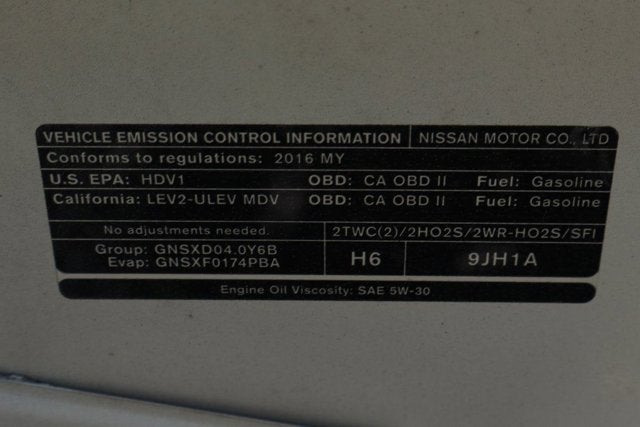 VEHICLE EMISSION CONTROL INFORMATION NISSAN MOTOR CO., LTD
Conforms to regulations: 2016 MY
U.S. EPA: HDV1 OBD: CA OBD II Fuel: Gasoline
California: LEV2-ULEV MDV OBD: CA OBD II Fuel: Gasoline
No adjustments needed. 2TWC(2)/2HO2S/2WR-HO2S/SFI
Group: GNSXD04.0Y6B
Evap: GNSXF0174PBA
H6 9JH1A
Engine Oil Viscosity: SAE 5W-30